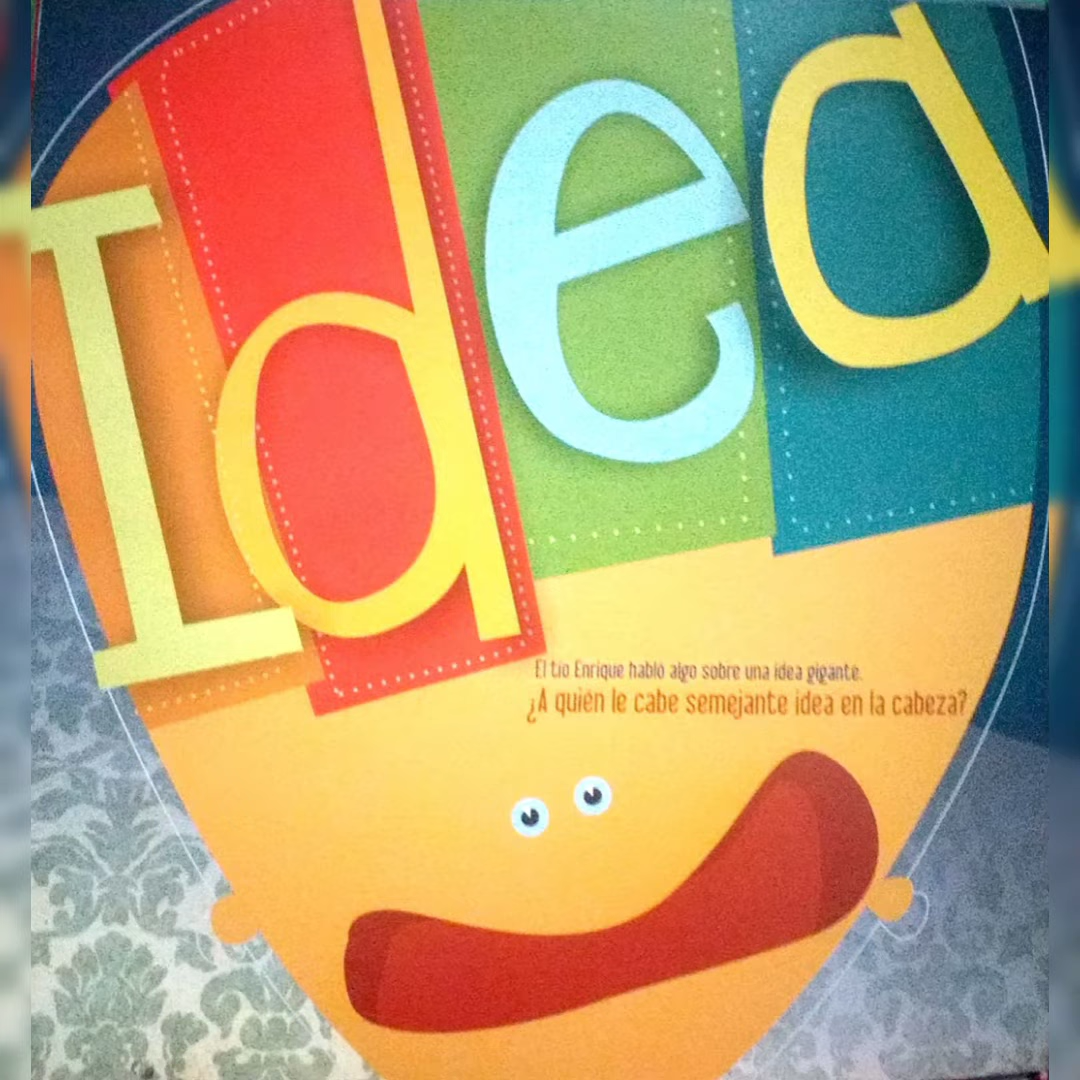 Idea
El tío Enrique habló algo sobre una idea gigante.
¿A quién le cabe semejante idea en la cabeza?